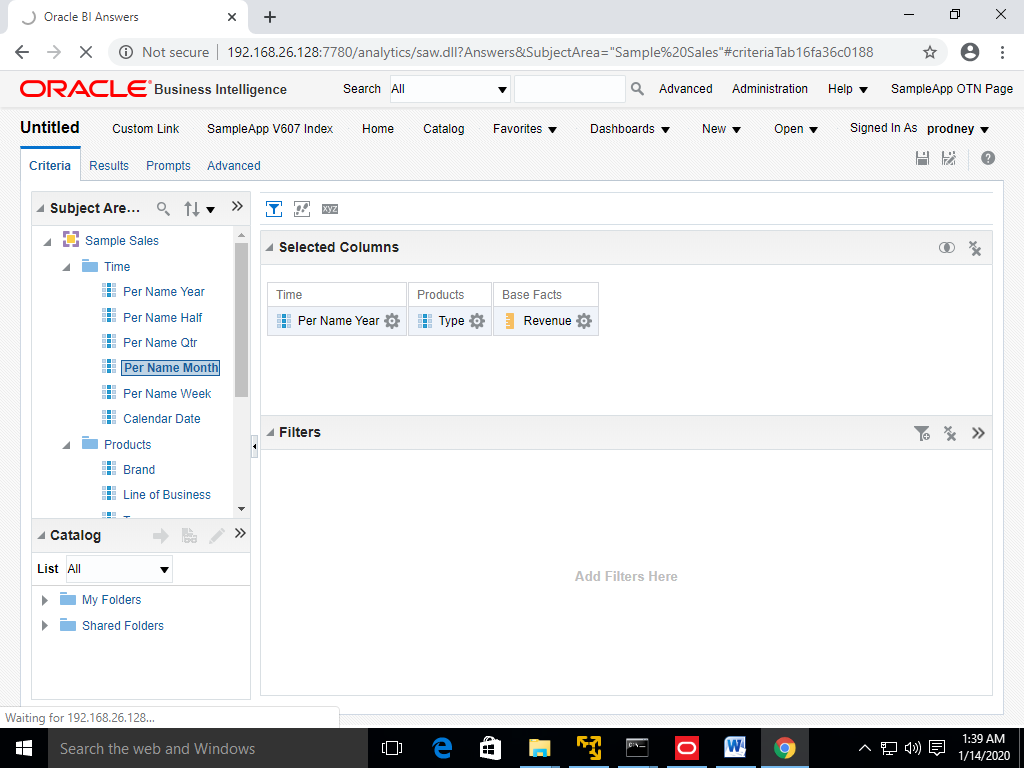 Oracle BI Answers
Not secure | 192.168.26.128:7780/analytics/saw.dll?Answers&SubjectArea="Sample%20Sales"#criteriaTab16fa36c0188
ORACLE Business Intelligence Search All Advanced Administration Help SampleApp OTN Page
Untitled Custom Link SampleApp V607 Index Home Catalog Favorites Dashboards New Open Signed In As prodney
Criteria Results Prompts Advanced
Subject Are...
xyz
Sample Sales
Time
Per Name Year
Per Name Half
Per Name Qtr
Per Name Month
Per Name Week
Calendar Date
Products
Brand
Line of Business
Selected Columns
Time Products Base Facts
Per Name Year Type Revenue
Filters
Add Filters Here
Catalog
List All
My Folders
Shared Folders
Waiting for 192.168.26.128...
Search the web and Windows
1:39 AM
1/14/2020